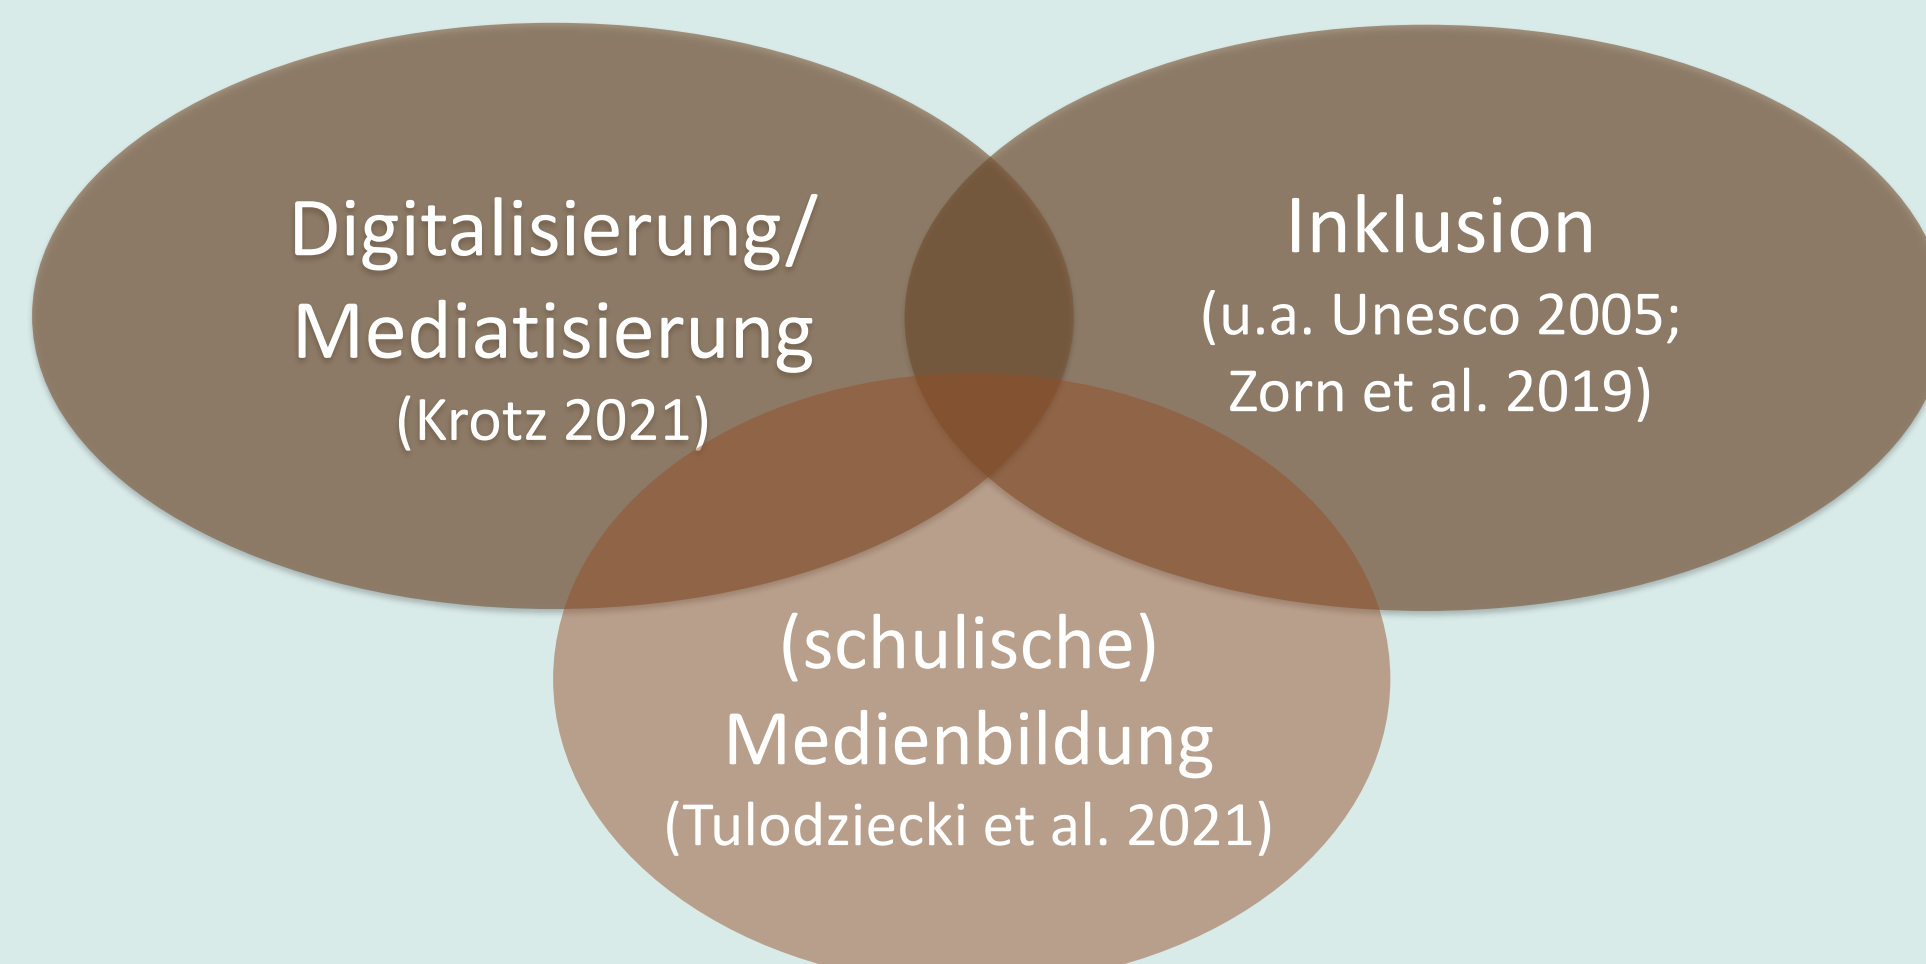 Digitalisierung/
Mediatisierung
(Krotz 2021)
Inklusion
(u.a. Unesco 2005;
Zorn et al. 2019)
(schulische)
Medienbildung
(Tulodziecki et al. 2021)